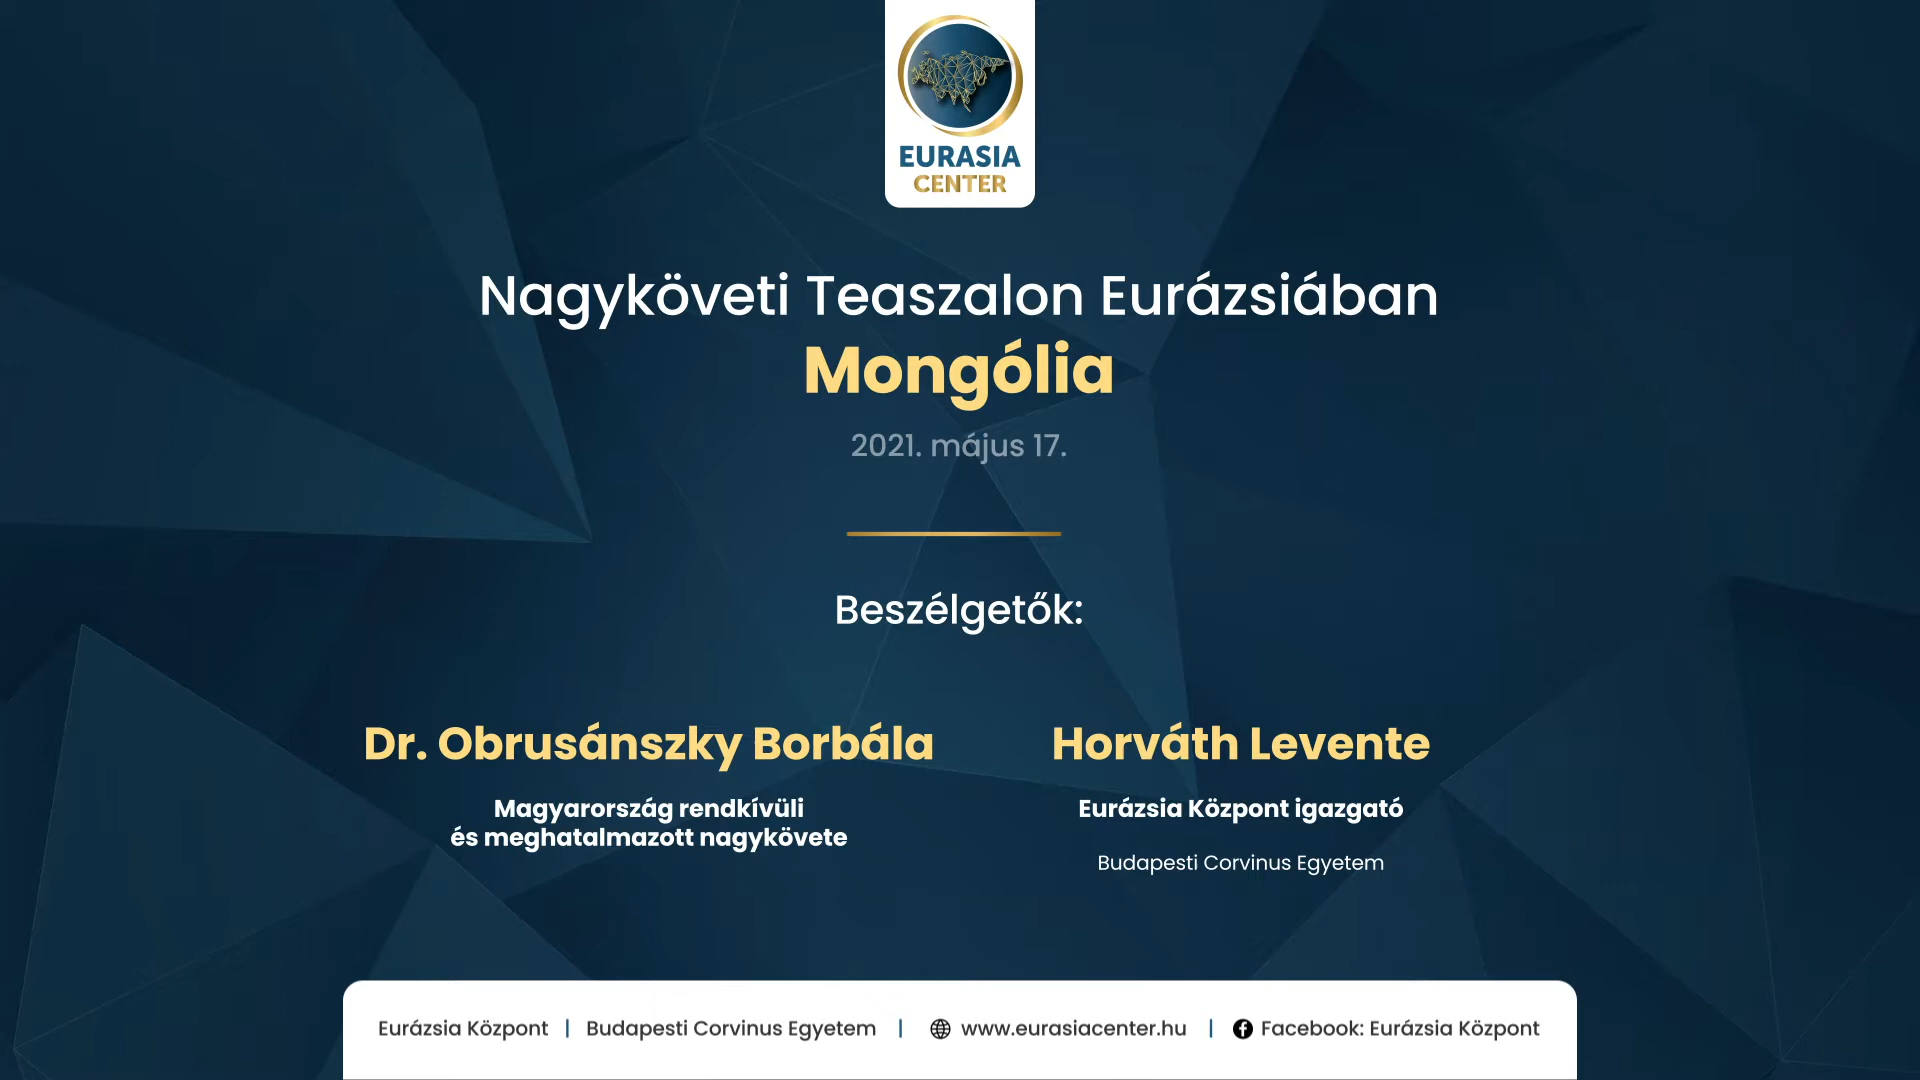 EURASIA
CENTER
Nagyköveti Teaszalon Eurázsiában
Mongólia
2021. május 17.
Beszélgetők:
Dr. Obrusánszky Borbála
Magyarország rendkívüli
és meghatalmazott nagykövete
Horváth Levente
Eurázsia Központ igazgató
Budapesti Corvinus Egyetem
Eurázsia Központ | Budapesti Corvinus Egyetem | www.eurasiacenter.hu | Facebook: Eurázsia Központ